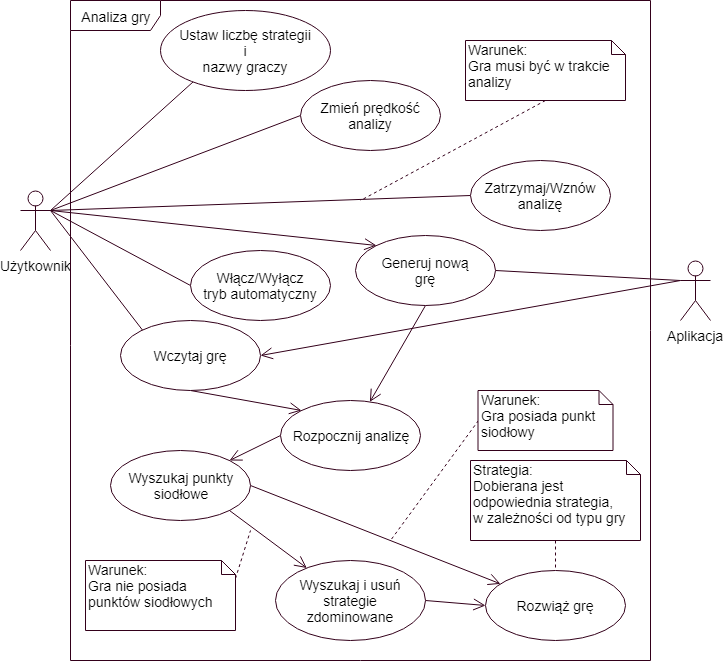 Analiza gry
Ustaw liczbę strategii
i
nazwy graczy
Warunek:
Gra musi być w trakcie
analizy
Zmień prędkość
analizy
Zatrzymaj/Wznów
analizę
Użytkownik
Generuj nową
grę
Włącz/Wyłącz
tryb automatyczny
Aplikacja
Wczytaj grę
Warunek:
Gra posiada punkt
siodłowy
Rozpocznij analizę
Wyszukaj punkty
siodłowe
Strategia:
Dobierana jest
odpowiednia strategia,
w zależności od typu gry
Warunek:
Gra nie posiada
punktów siodłowych
Wyszukaj i usuń
strategie
zdominowane
Rozwiąż grę